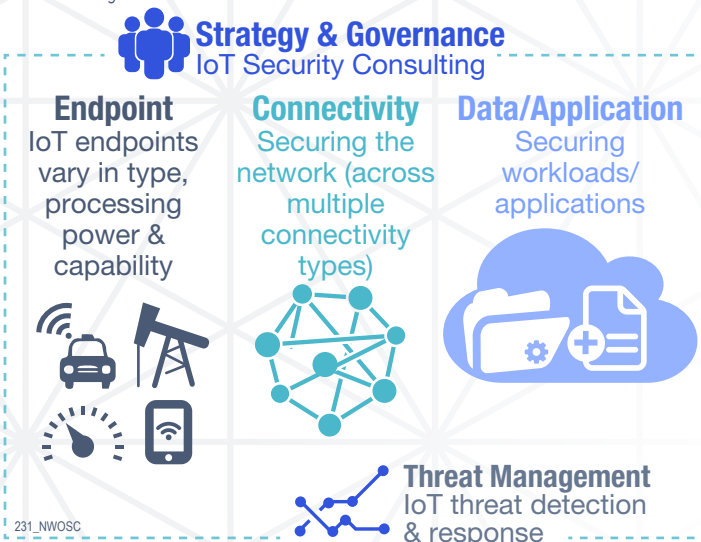 Strategy & Governance
IoT Security Consulting
Endpoint
IoT endpoints
vary in type,
processing
power &
capability
Connectivity
Securing the
network (across
multiple
connectivity
types)
Data/Application
Securing
workloads/
applications
Threat Management
IoT threat detection
& response
231_NWOSC